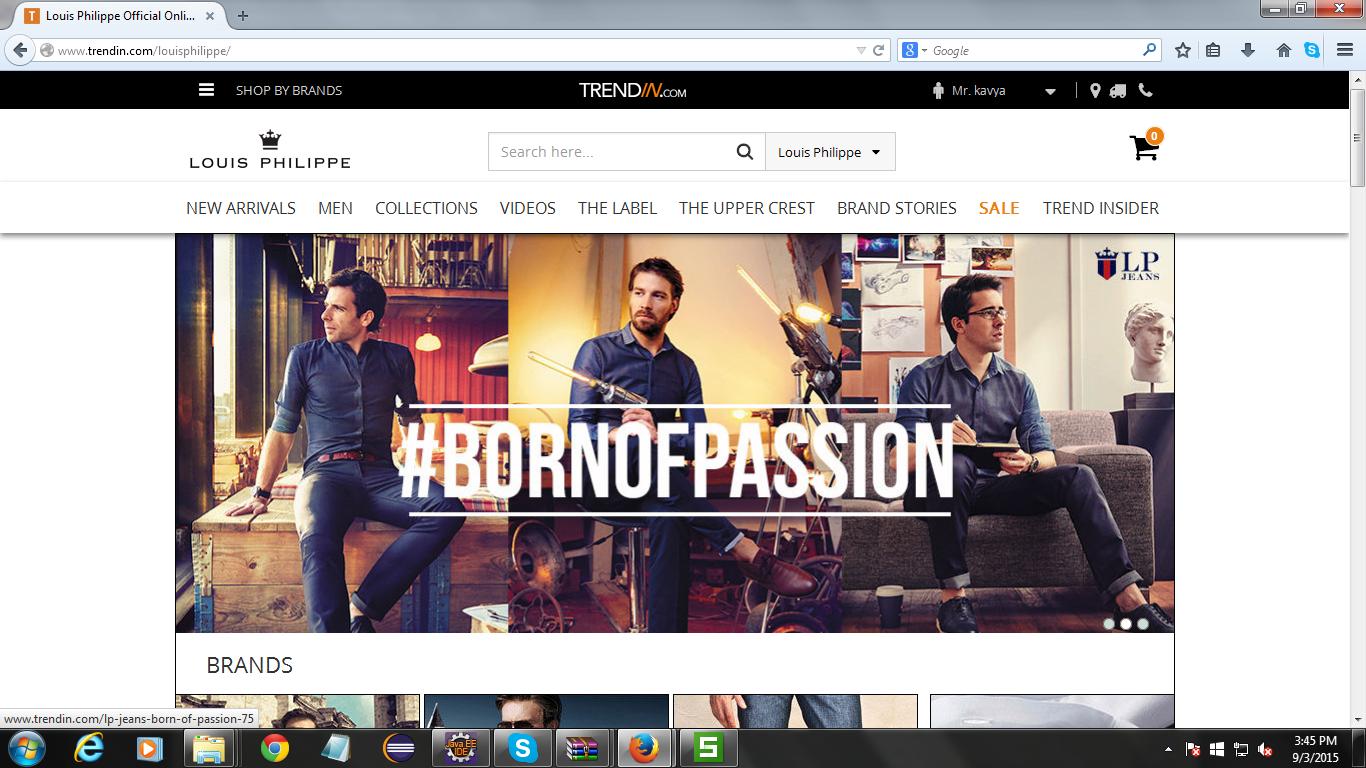 Louis Philippe Official Onli...
www.trendin.com/louisphilippe/
Google
SHOP BY BRANDS
TRENDIN.COM
Mr. kavya
LOUIS PHILIPPE
Search here...
Louis Philippe
0
NEW ARRIVALS MEN COLLECTIONS VIDEOS THE LABEL THE UPPER CREST BRAND STORIES SALE TREND INSIDER
LP
JEANS
#BORNOFPASSION
BRANDS
www.trendin.com/lp-jeans-born-of-passion-75
Java EE
IDE
3:45 PM
9/3/2015